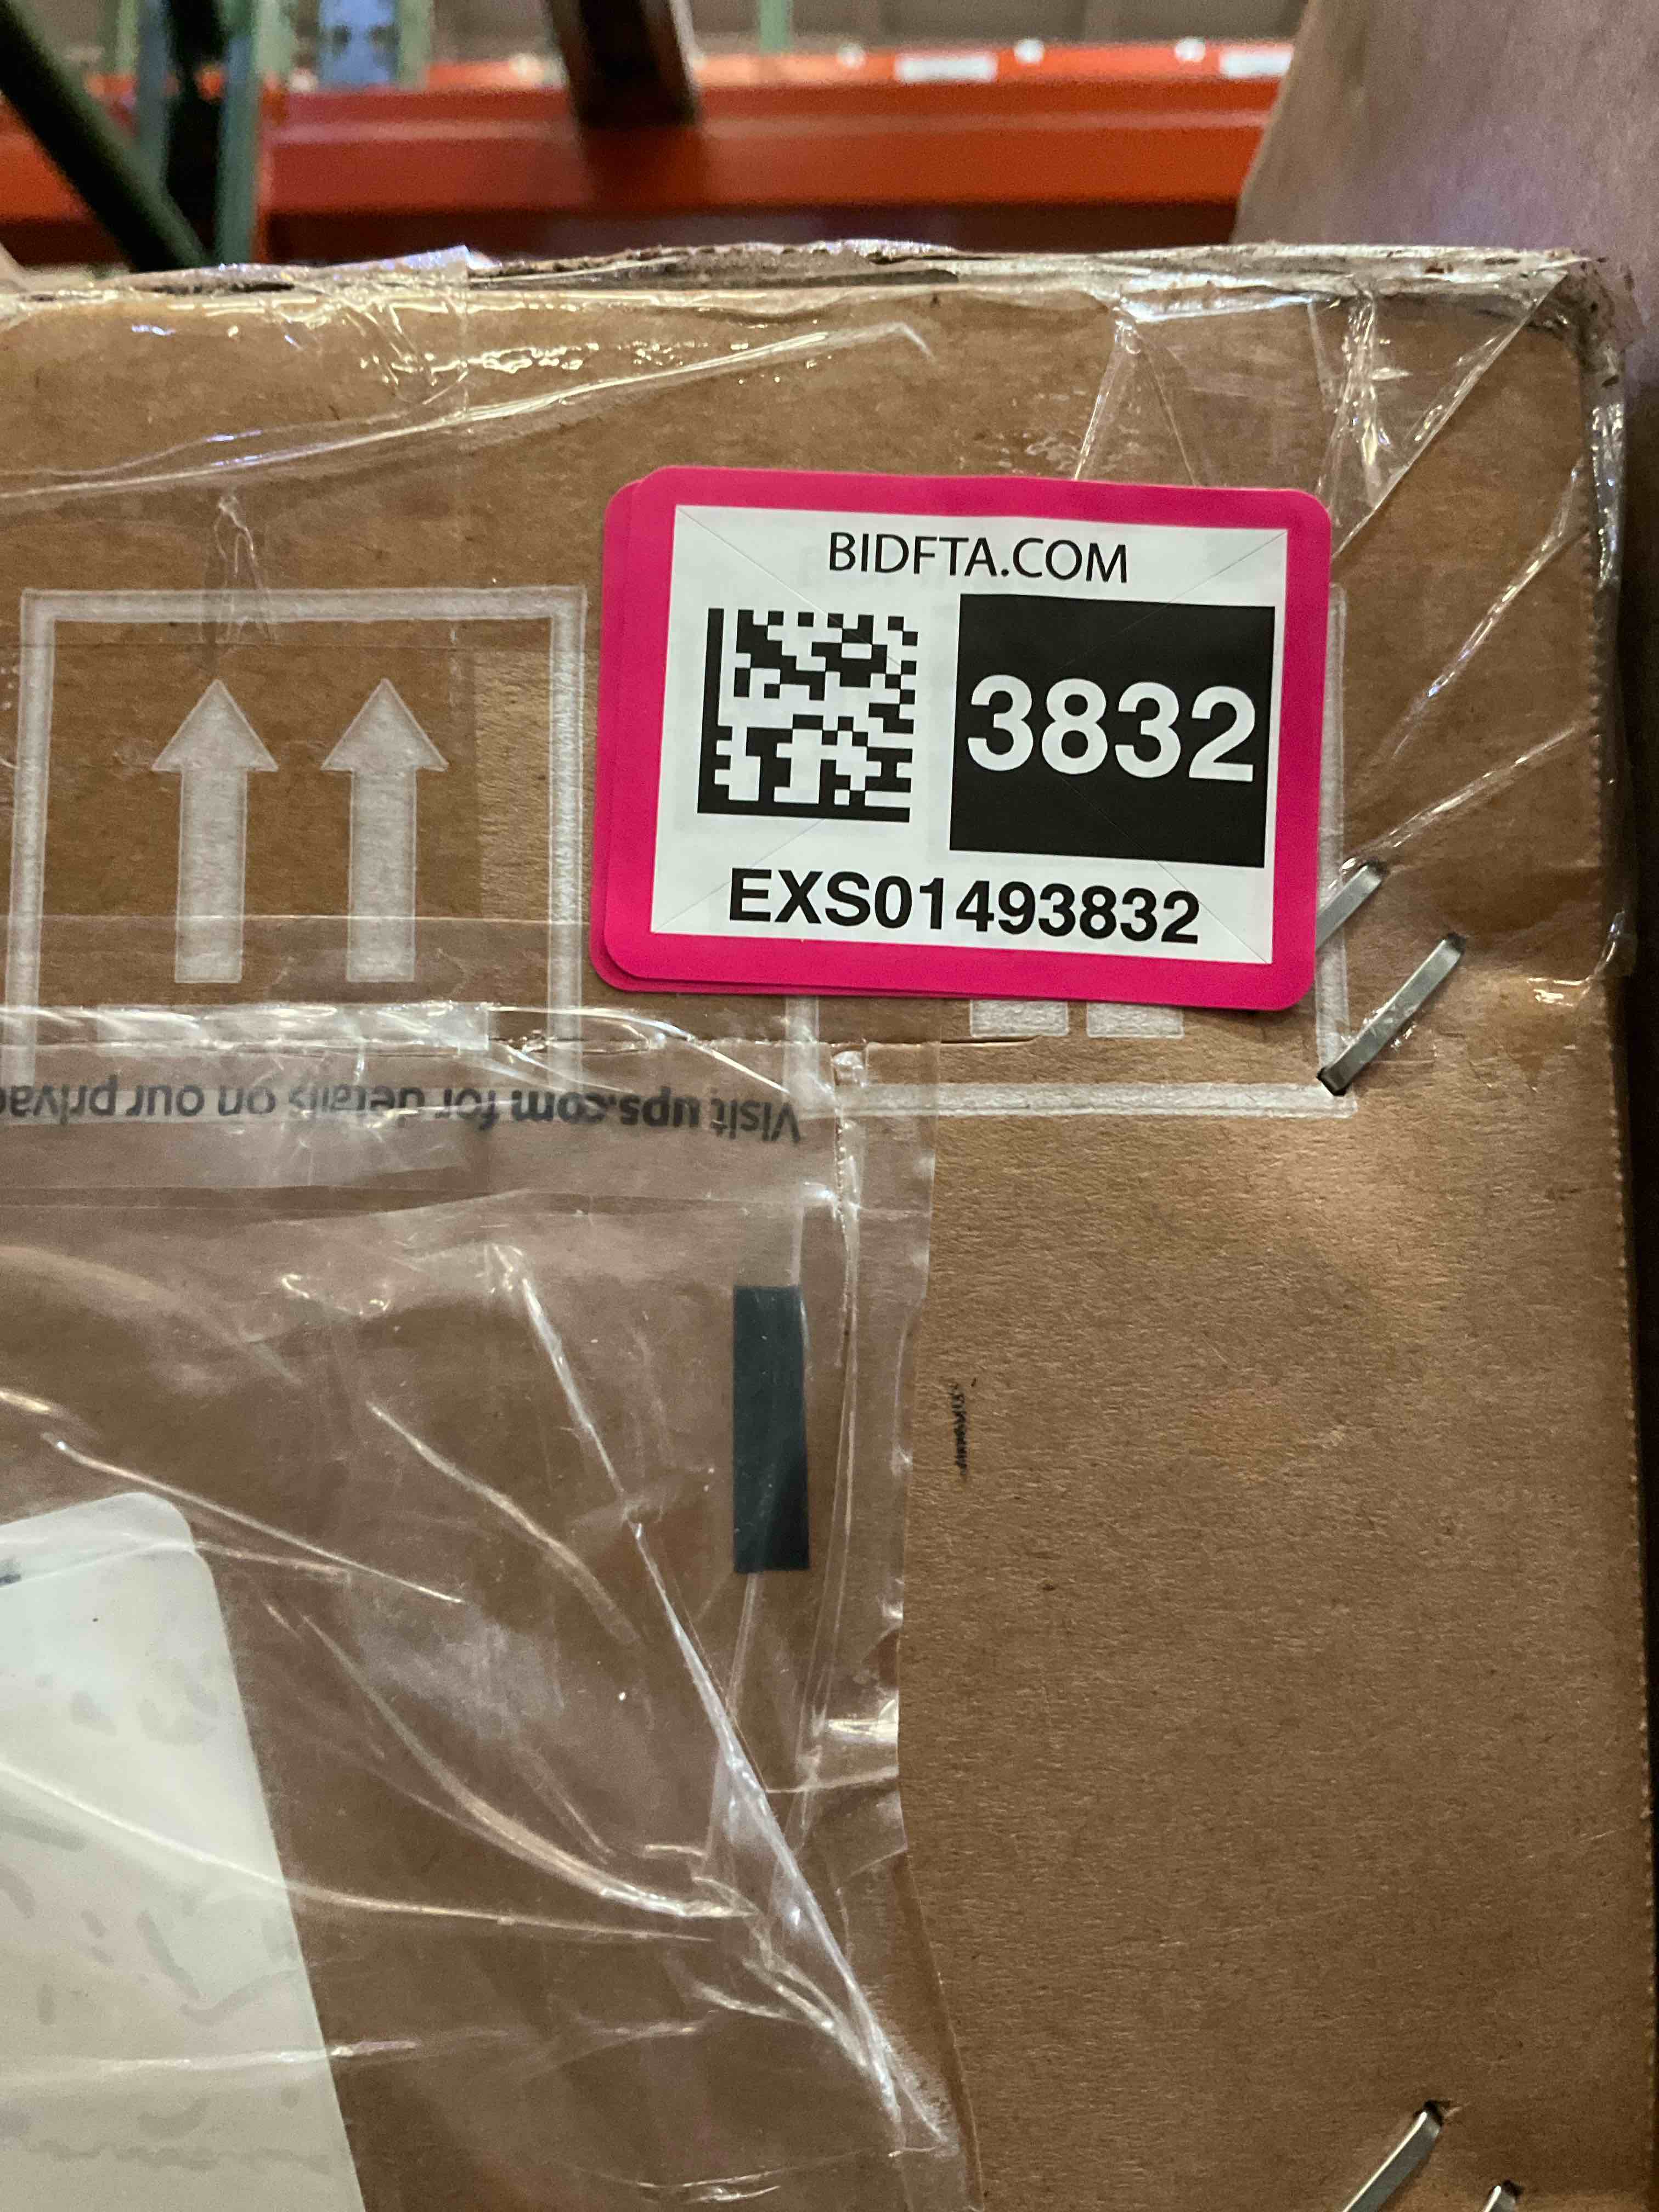 BIDFTA.COM
3832
EXS01493832
Visit ups.com for details on our privac